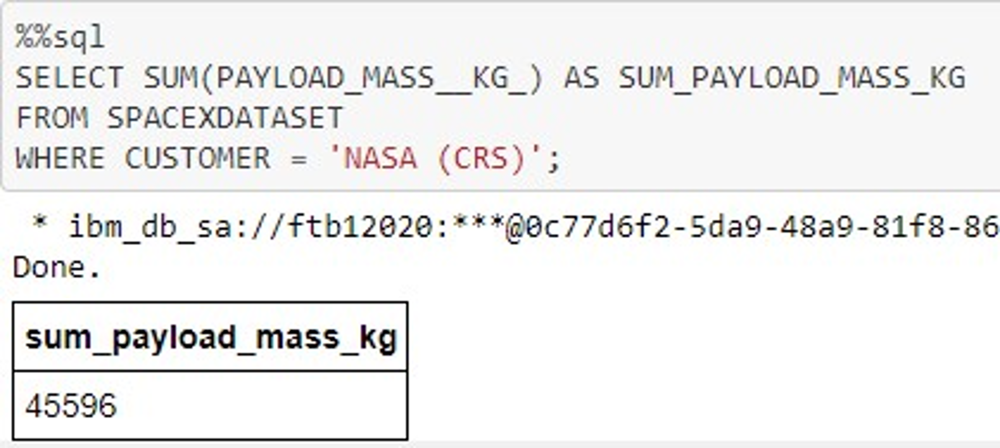 %%sql
SELECT SUM(PAYLOAD_MASS__KG_) AS SUM_PAYLOAD_MASS_KG
FROM SPACEXDATASET
WHERE CUSTOMER = 'NASA (CRS)';
* ibm_db_sa://ftb12020:***@0c77d6f2-5da9-48a9-81f8-86
Done.
sum_payload_mass_kg
45596